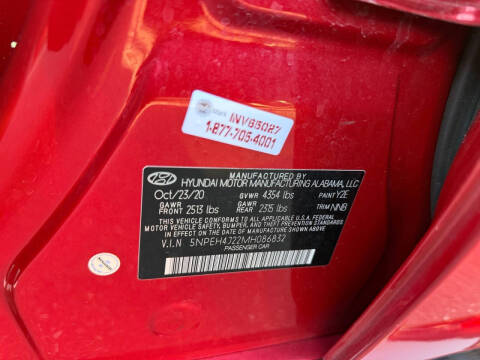 INV65027
1-877-705-4001
MANUFACTURED BY
HYUNDAI MOTOR MANUFACTURING ALABAMA, LLC
Oct/23/20 GVWR 4354 lbs PAINT Y2E
GAWR FRONT 2513 lbs GAWR REAR 2315 lbs TRIM NNB
THIS VEHICLE CONFORMS TO ALL APPLICABLE U.S. FEDERAL
MOTOR VEHICLE SAFETY, BUMPER, AND THEFT PREVENTION STANDARDS
IN EFFECT ON THE DATE OF MANUFACTURE SHOWN ABOVE.
V.I.N 5NPEH4J22MH086832
PASSENGER CAR